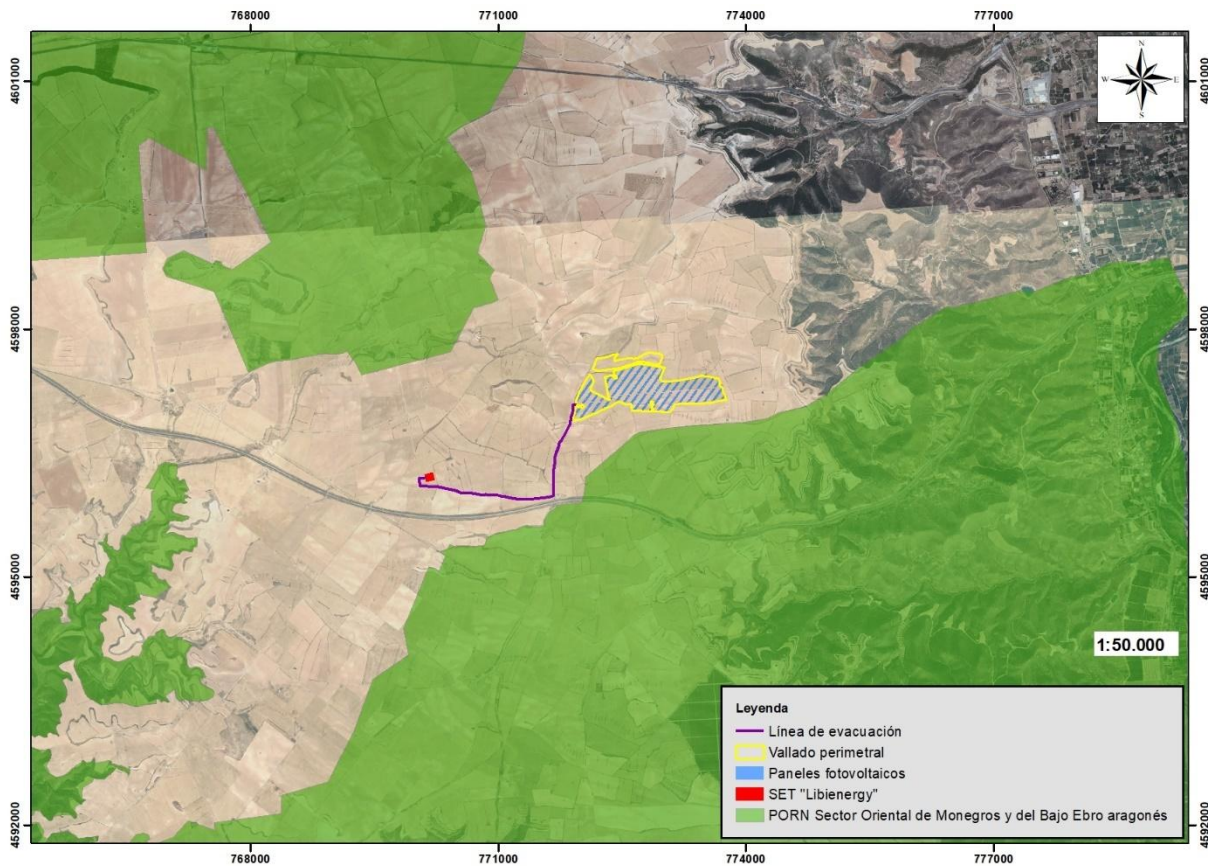 768000
771000
774000
777000
4601000
4601000
N
W
E
S
4598000
4598000
4595000
4595000
1:50.000
Leyenda
Línea de evacuación
Vallado perimetral
Paneles fotovoltaicos
SET "Libienergy"
PORN Sector Oriental de Monegros y del Bajo Ebro aragonés
4592000
4592000
768000
771000
774000
777000